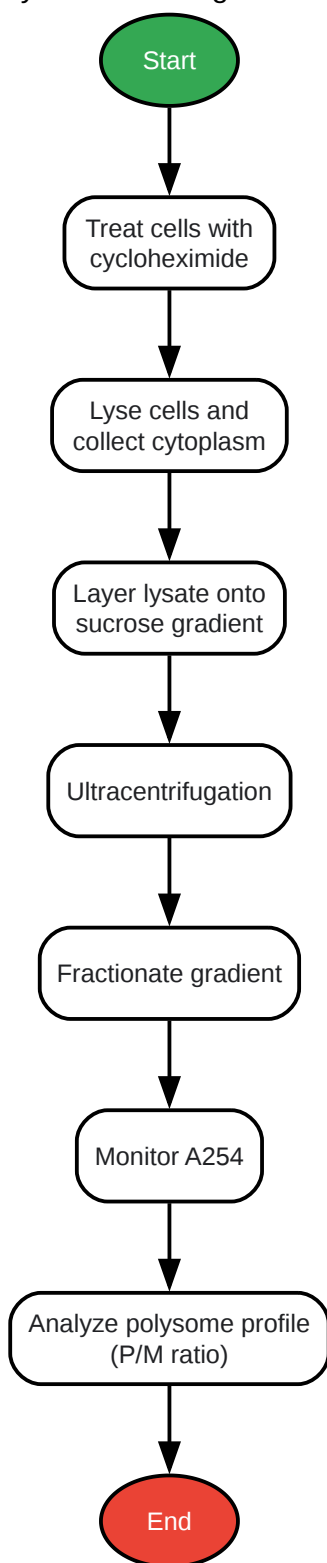 Start
Treat cells with
cycloheximide
Lyse cells and
collect cytoplasm
Layer lysate onto
sucrose gradient
Ultracentrifugation
Fractionate gradient
Monitor A254
Analyze polysome profile
(P/M ratio)
End